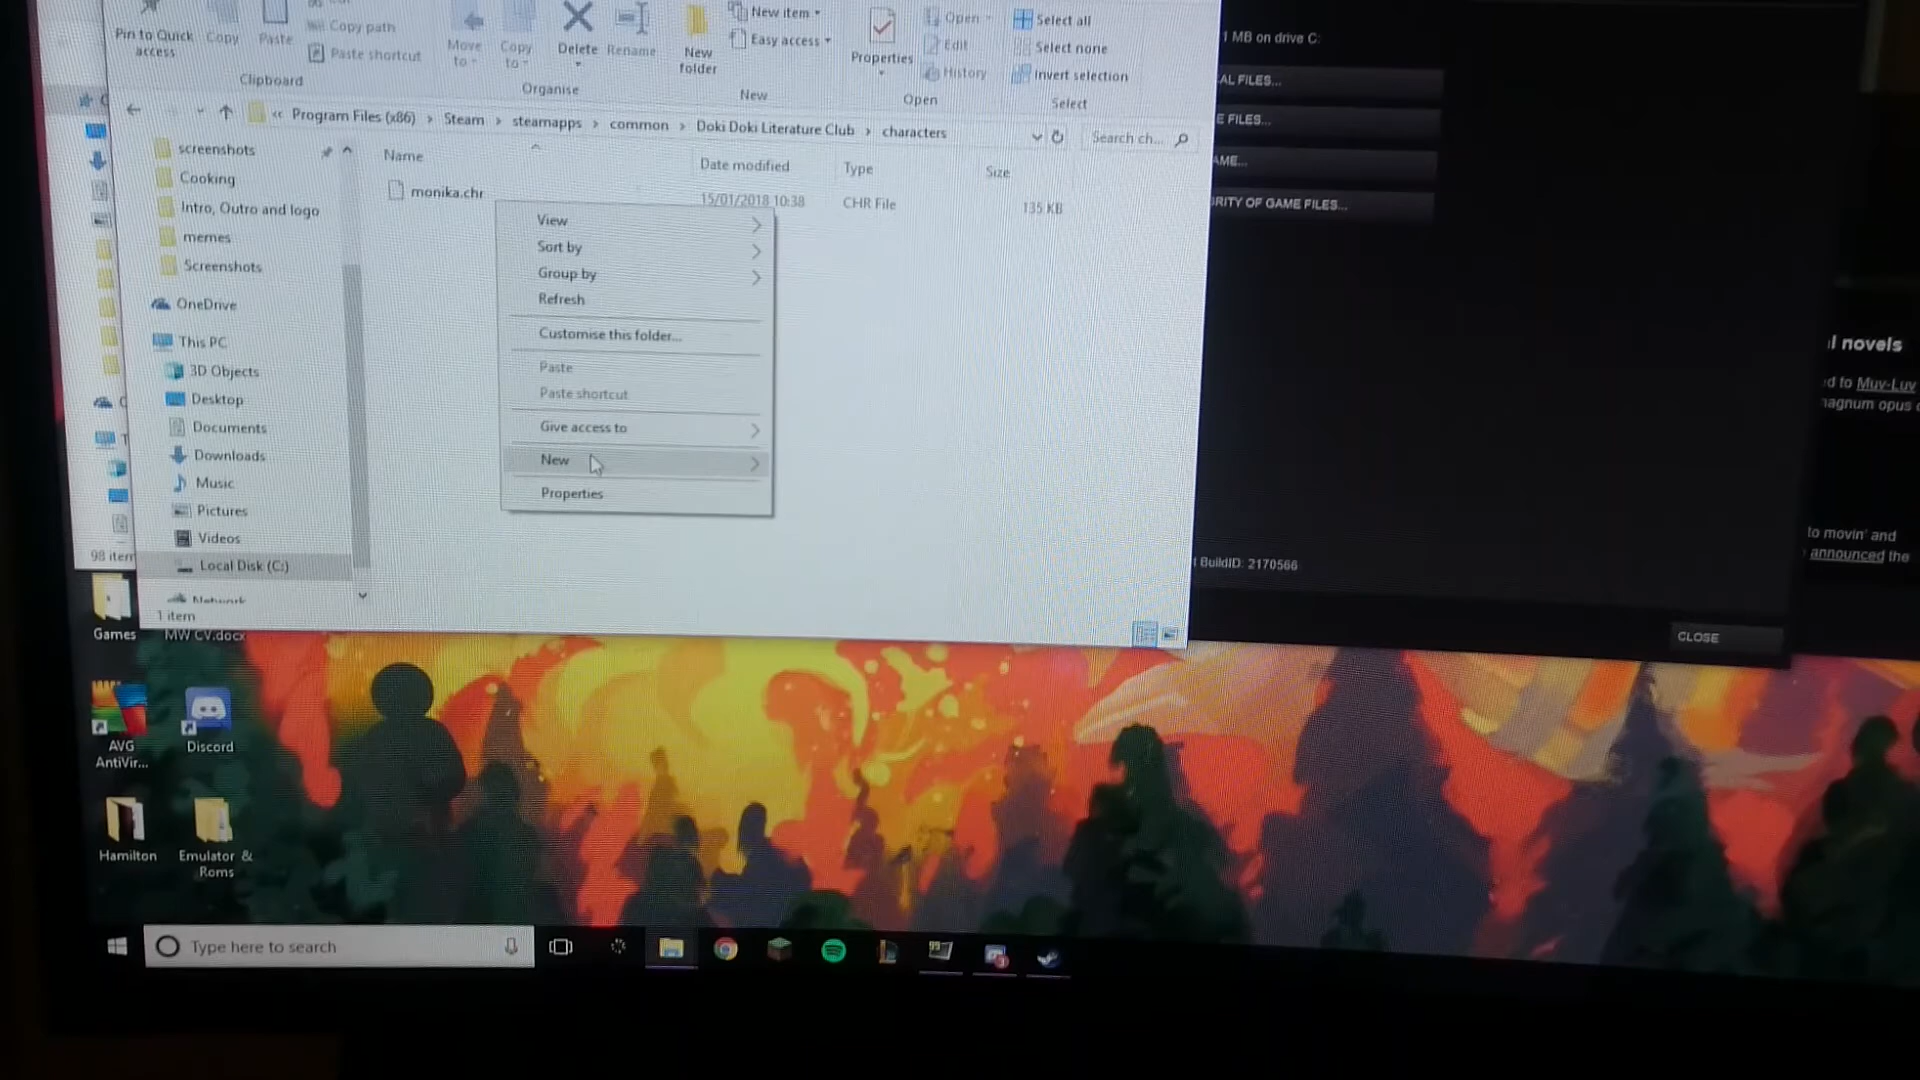 Pin to Quick access
Copy
Paste
Copy path
Paste shortcut
Clipboard
Move to
Copy to
Delete
Rename
Organise
New folder
New item
Easy access
New
Properties
Open
Edit
History
Open
Select all
Select none
Invert selection
Select
« Program Files (x86) > Steam > steamapps > common > Doki Doki Literature Club > characters
Search ch...
Name
Date modified
Type
Size
monika.chr
15/01/2018 10:38
CHR File
135 KB
screenshots
Cooking
Intro, Outro and logo
memes
Screenshots
OneDrive
This PC
3D Objects
Desktop
Documents
Downloads
Music
Pictures
Videos
Local Disk (C:)
Network
1 item
98 item
View
Sort by
Group by
Refresh
Customise this folder...
Paste
Paste shortcut
Give access to
New
Properties
1 MB on drive C:
AL FILES...
E FILES...
AME...
RITY OF GAME FILES...
BuildID: 2170566
CLOSE
l novels
d to Muv-Luv
magnum opus
to movin' and
announced the
Games
MW CV.docx
AVG AntiVir...
Discord
Hamilton
Emulator & Roms
Type here to search
99
3